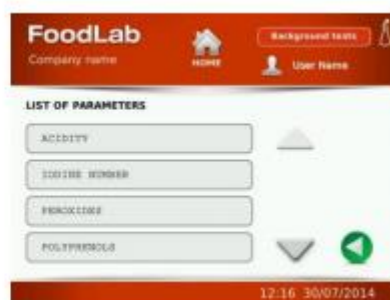 FoodLab
Company name
HOME
Background tests
User Name
LIST OF PARAMETERS
ACIDITY
IODINE NUMBER
PEROXIDES
POLYPHENOLS
12:16 30/07/2014